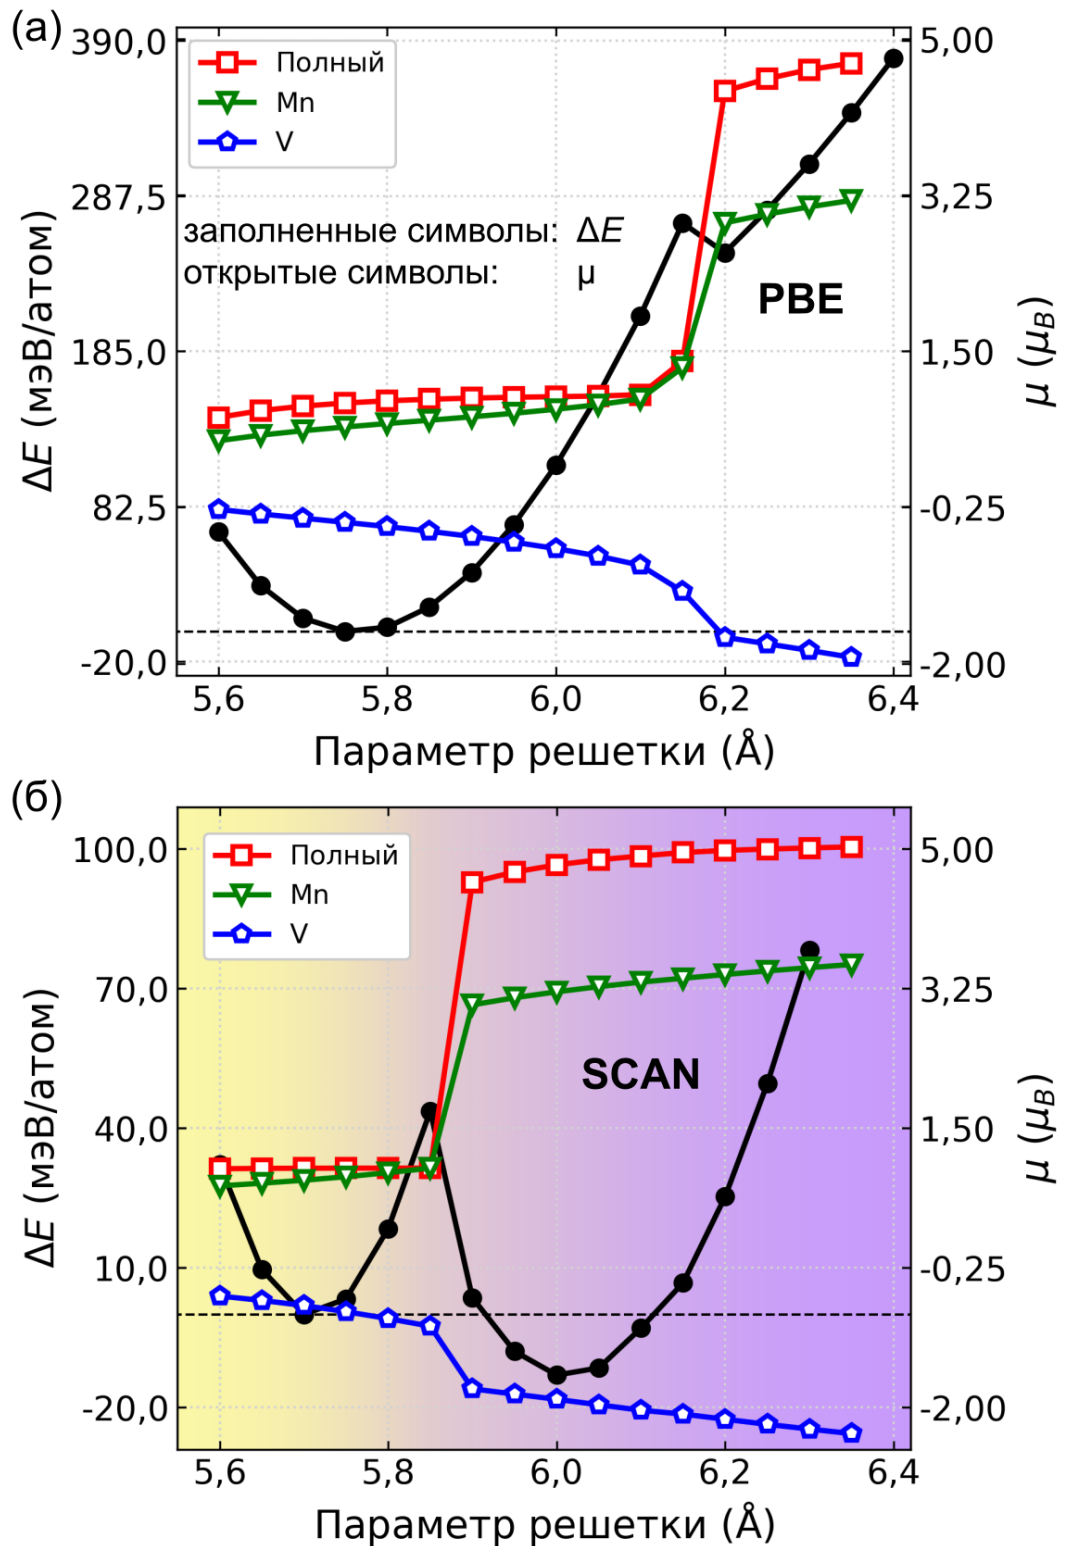 (а)
390,0
287,5
185,0
82,5
-20,0
ΔE (мэВ/атом)
Полный
Mn
V
заполненные символы: ΔE
открытые символы: μ
PBE
5,00
3,25
1,50
-0,25
-2,00
μ (μB)
5,6 5,8 6,0 6,2 6,4
Параметр решетки (Å)
(б)
100,0
70,0
40,0
10,0
-20,0
ΔE (мэВ/атом)
Полный
Mn
V
SCAN
5,00
3,25
1,50
-0,25
-2,00
μ (μB)
5,6 5,8 6,0 6,2 6,4
Параметр решетки (Å)